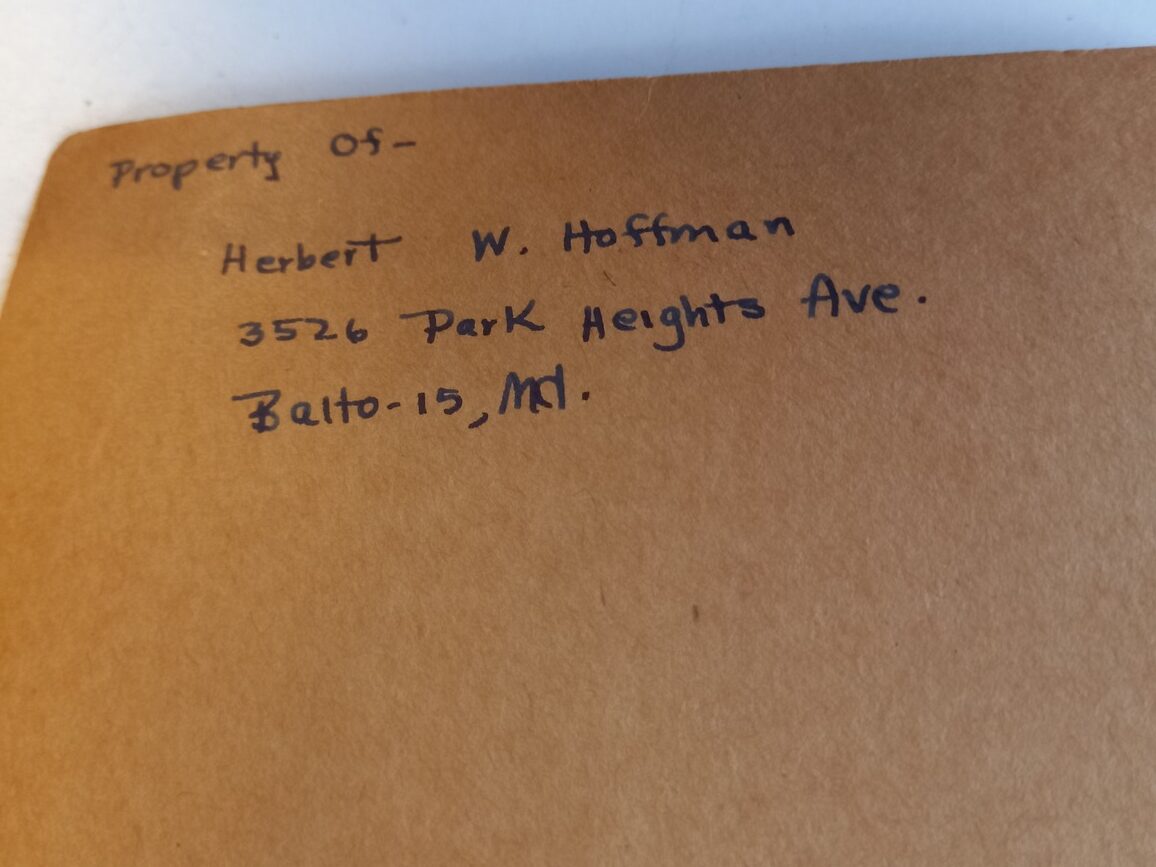 Property Of-
Herbert W. Hoffman
3526 Park Heights Ave.
Balto-15, Md.